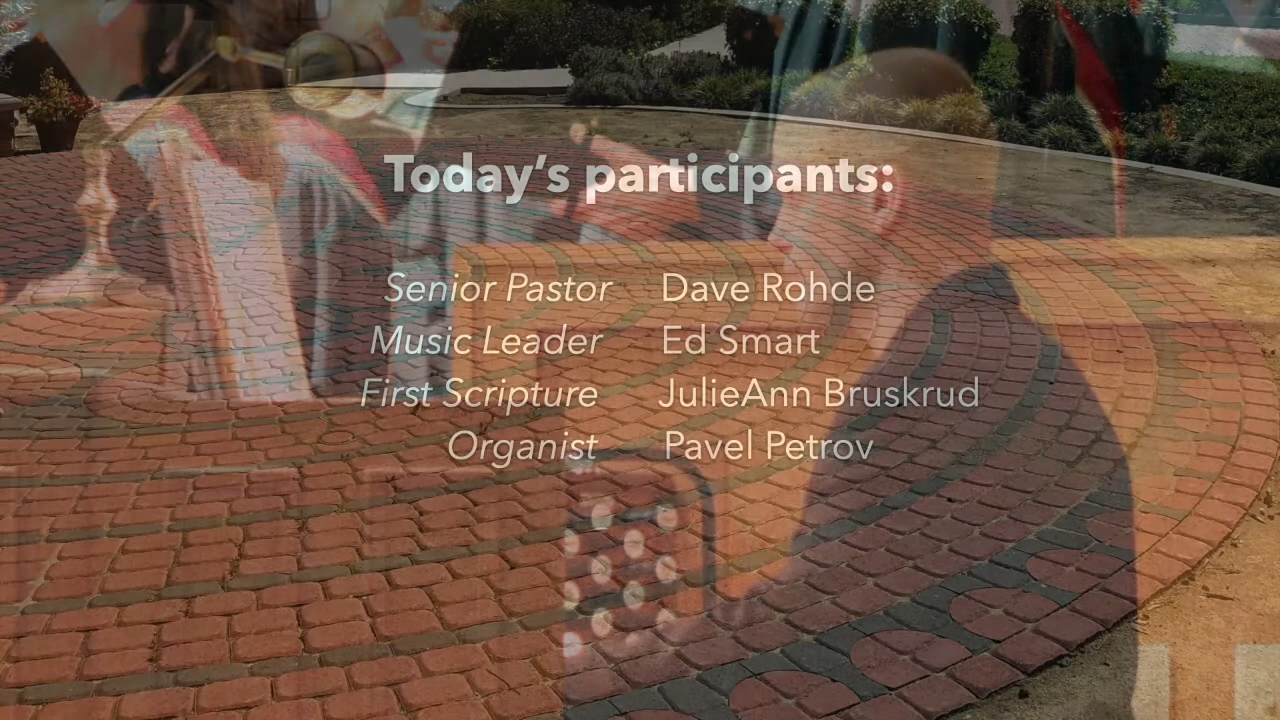 Today's participants:
Senior Pastor Dave Rohde
Music Leader Ed Smart
First Scripture JulieAnn Bruskrud
Organist Pavel Petrov